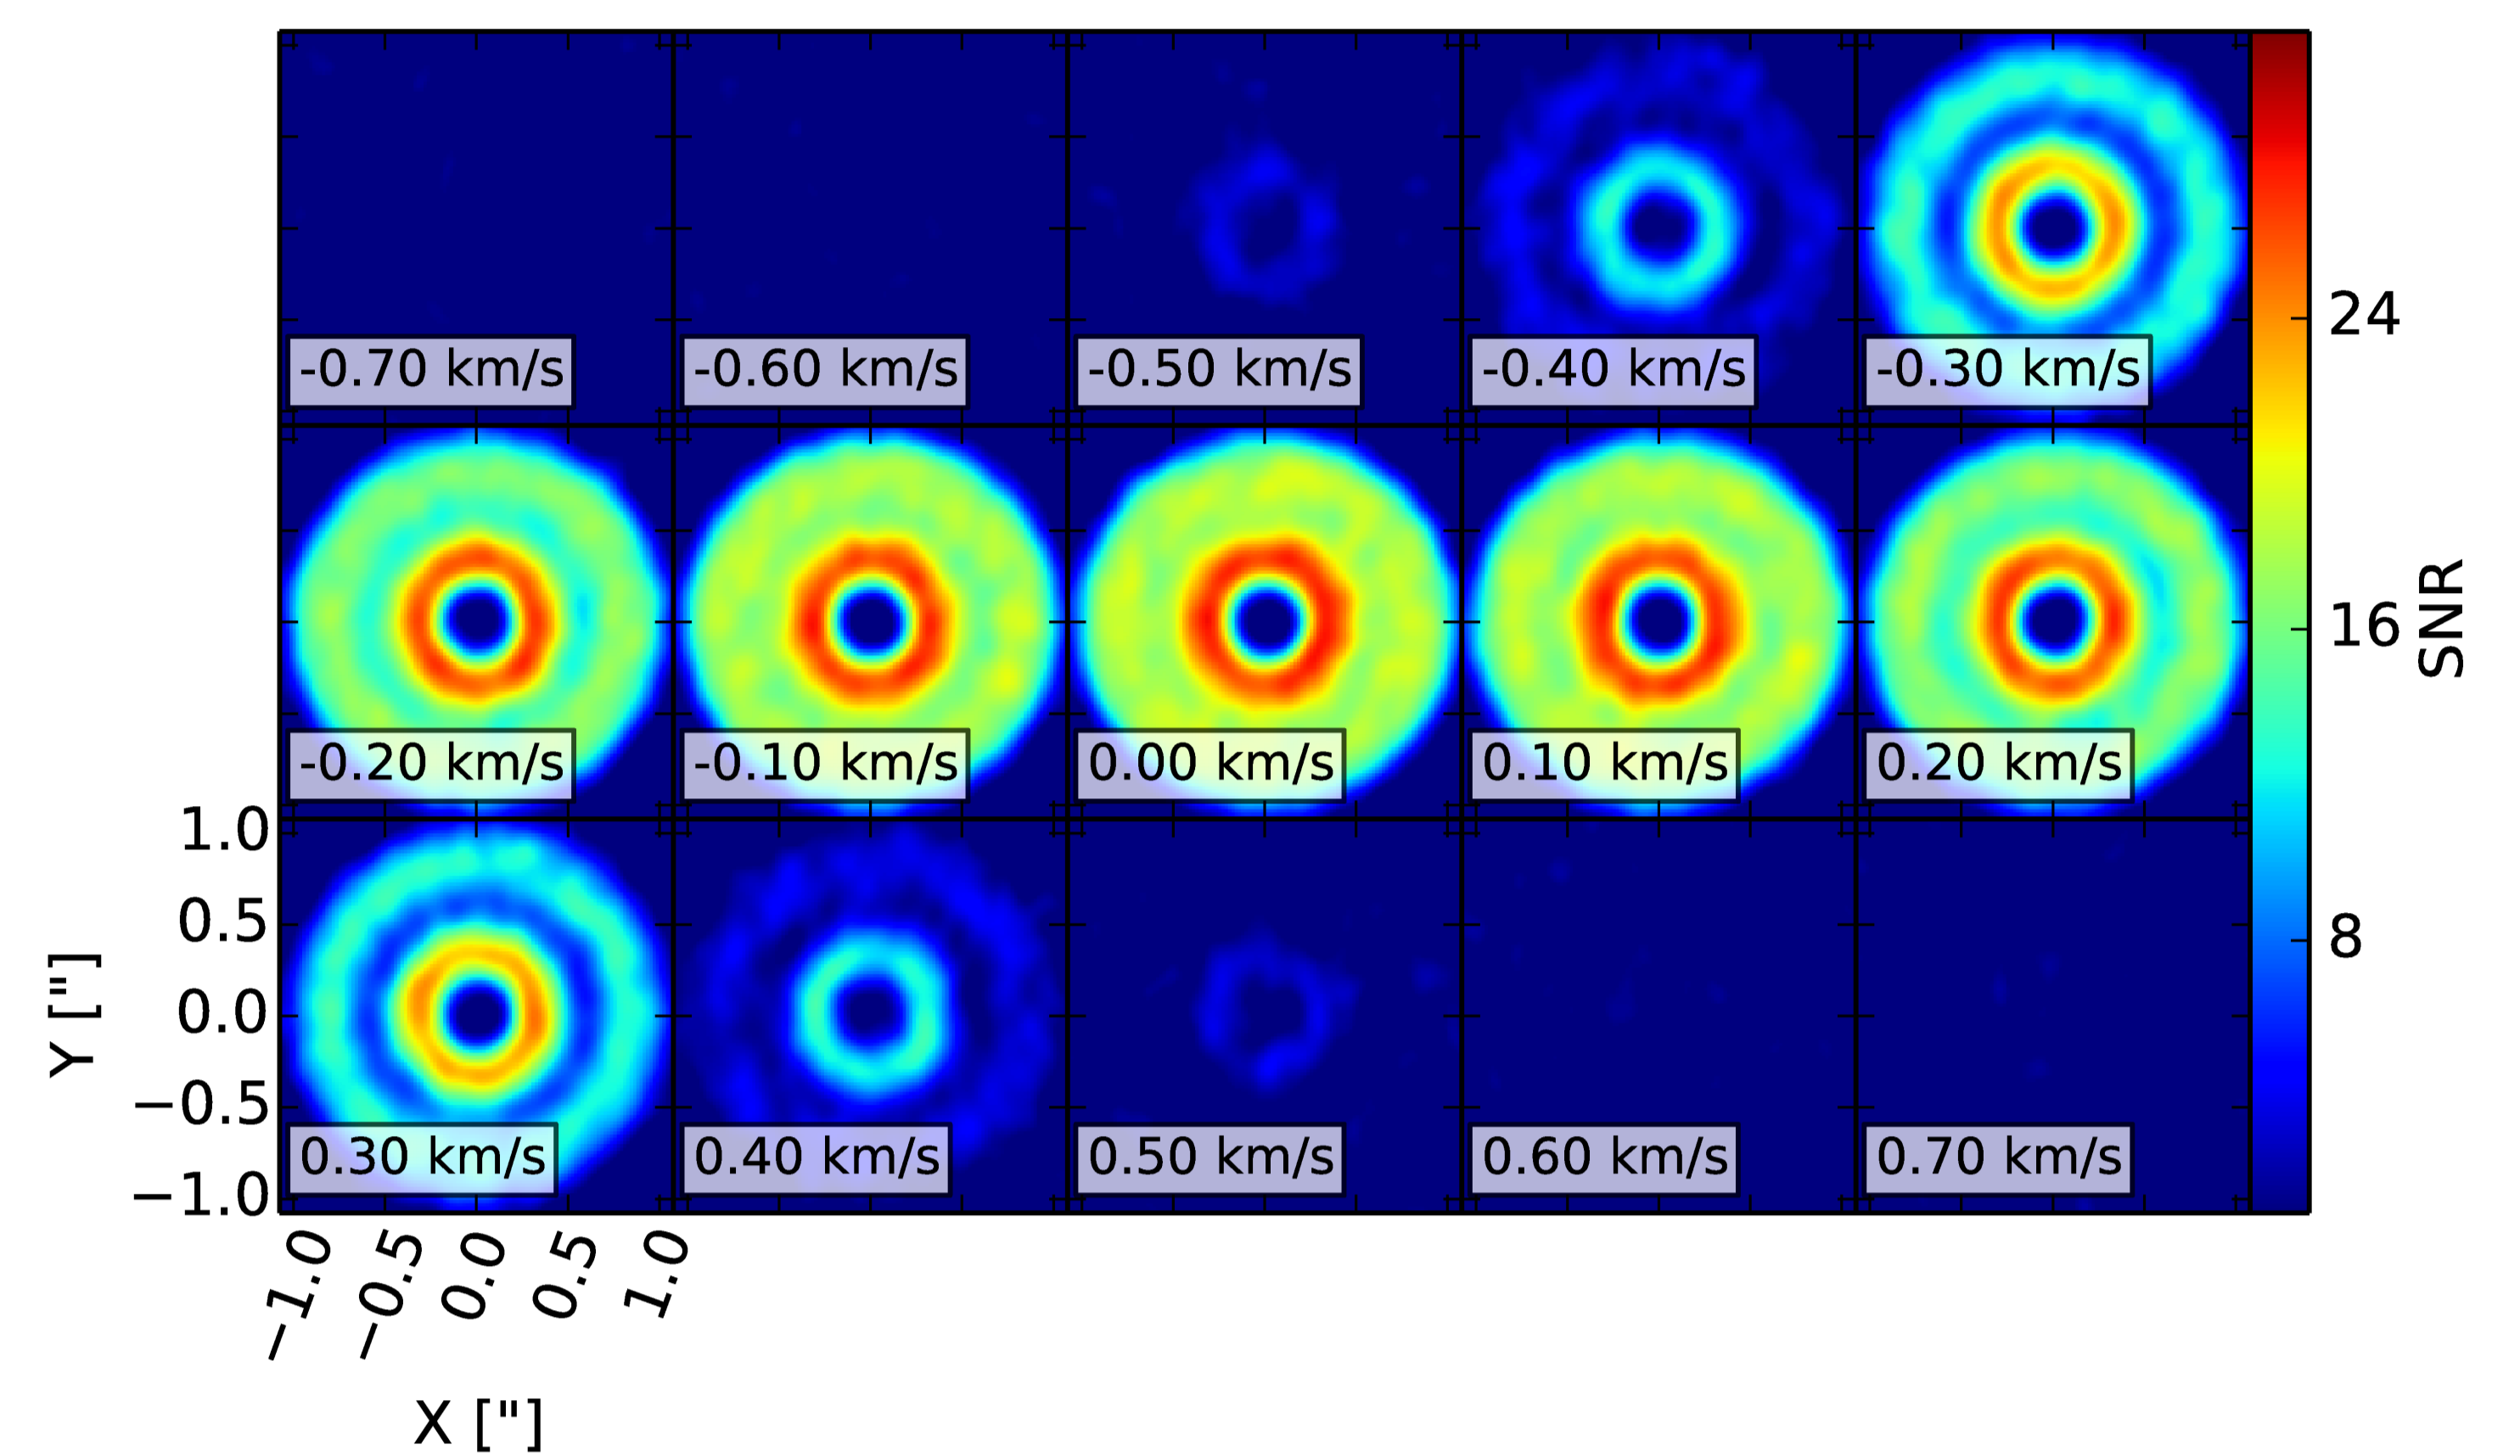 -0.70 km/s
-0.60 km/s
-0.50 km/s
-0.40 km/s
-0.30 km/s
-0.20 km/s
-0.10 km/s
0.00 km/s
0.10 km/s
0.20 km/s
0.30 km/s
0.40 km/s
0.50 km/s
0.60 km/s
0.70 km/s
24
16
8
SNR
1.0
0.5
0.0
−0.5
−1.0
Y ["]
−1.0
−0.5
0.0
0.5
1.0
X ["]